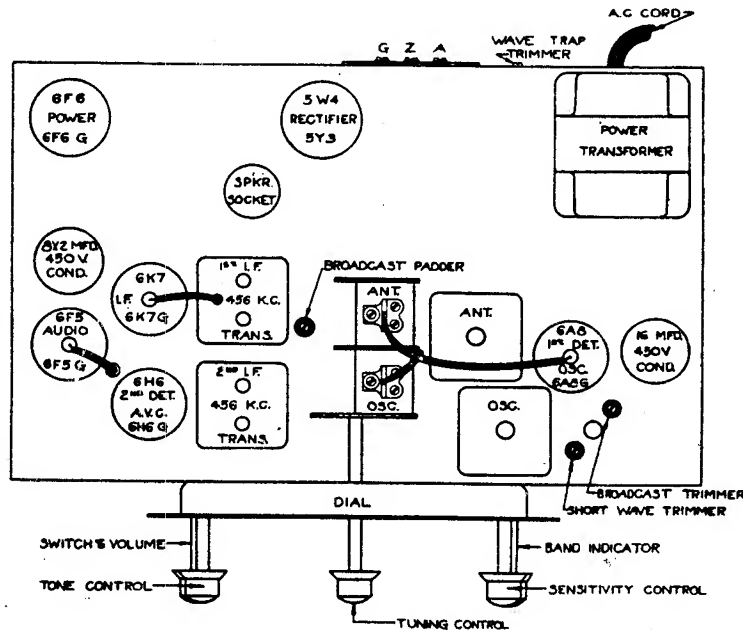 A.C CORD
WAVE TRAP
TRIMMER
G Z A
6F6
POWER
6F6 G
5W4
RECTIFIER
5Y3
POWER
TRANSFORMER
SPKR.
SOCKET
8Y2 MFD.
450 V.
COND.
6K7
I.F.
6K7G
1ST I.F.
456 K.C.
TRANS.
BROADCAST PADDER
ANT.
ANT.
6F5
AUDIO
6F5 G
6A8
1ST DET.
OSC.
6A8G
16 MFD.
450V
COND.
6H6
2ND DET.
A.V.C.
6H6 G
2ND I.F.
456 K.C.
TRANS.
OSC.
OSC.
BROADCAST TRIMMER
SHORT WAVE TRIMMER
DIAL
SWITCH & VOLUME
BAND INDICATOR
TONE CONTROL
SENSITIVITY CONTROL
TUNING CONTROL